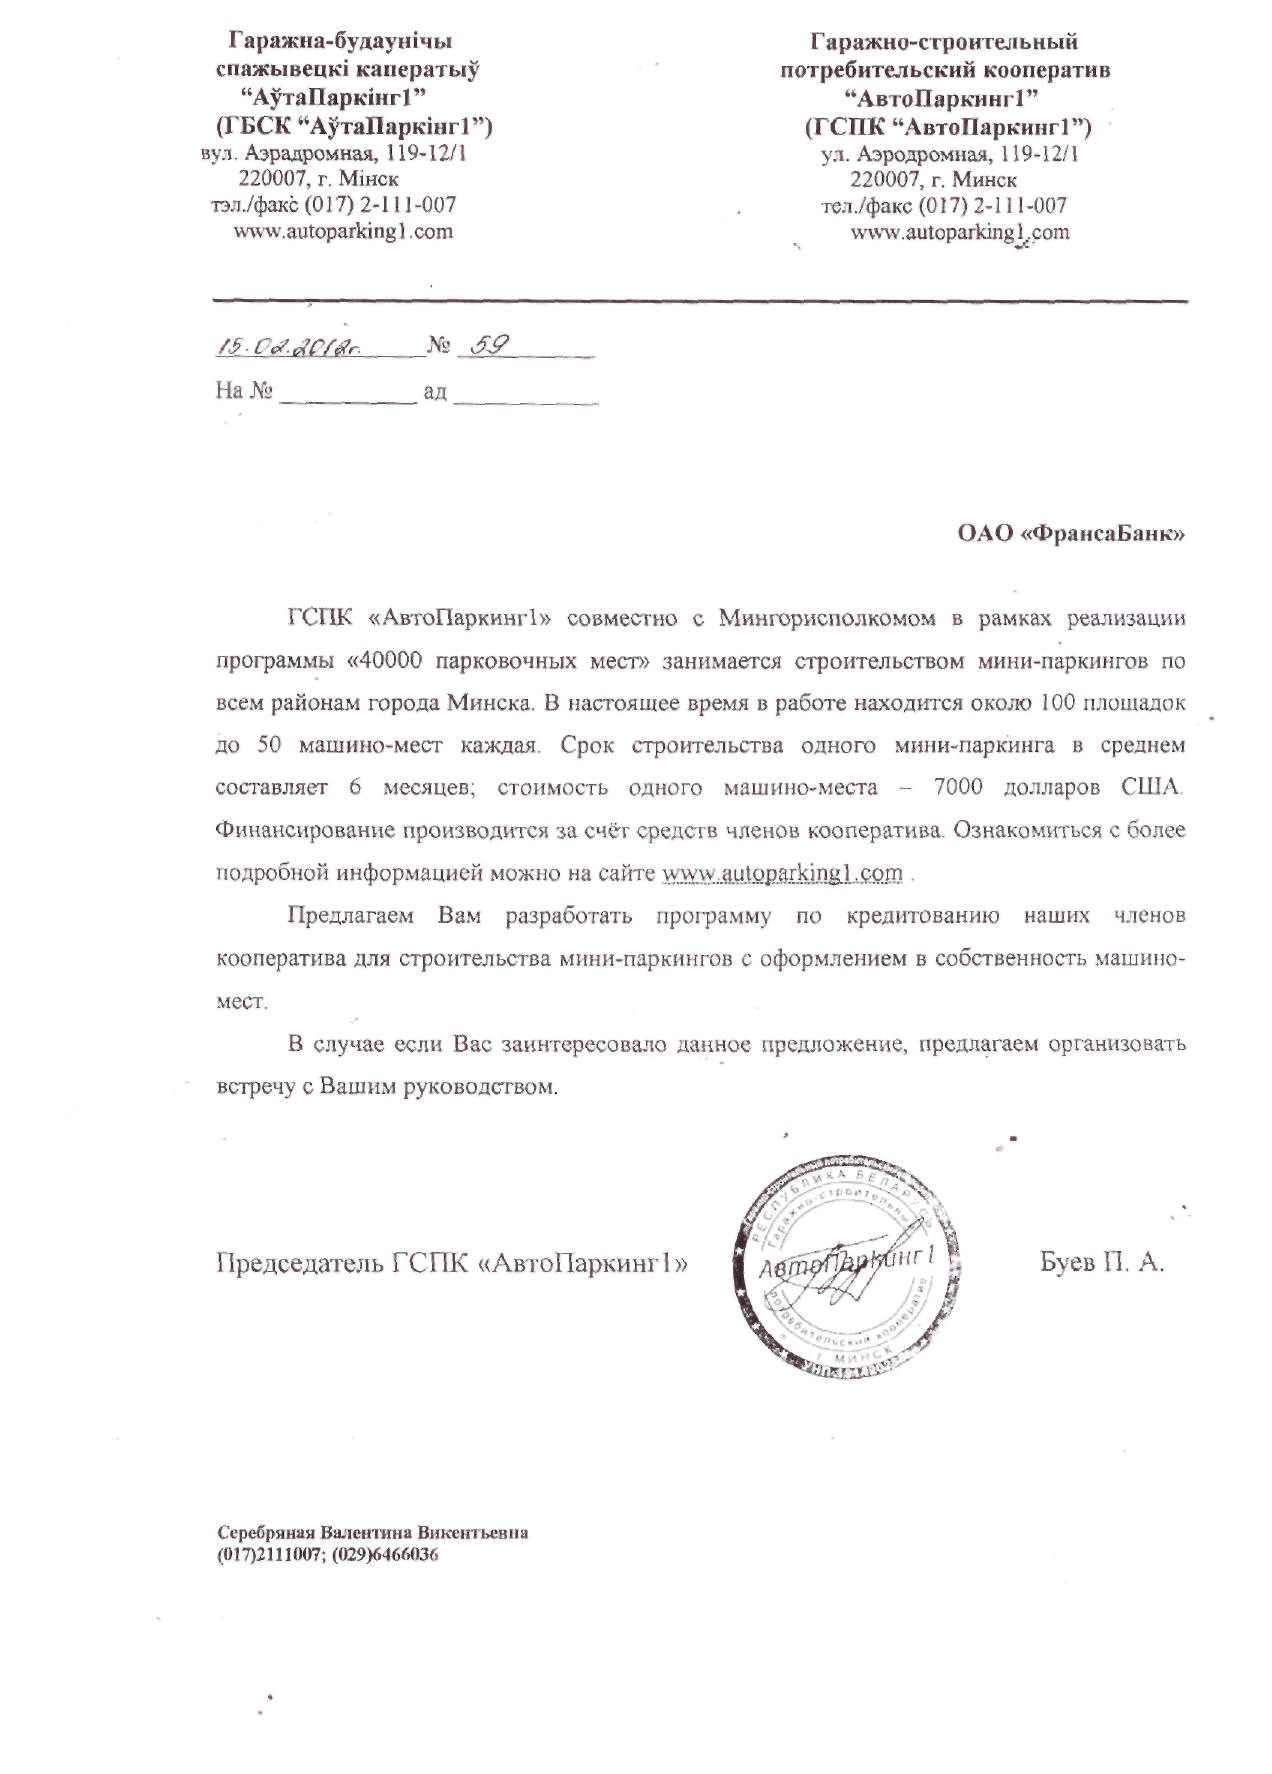 Гаражна-будаунічы
спажывецкі каператыў
“АўтаПаркінг1”
(ГБСК “АўтаПаркінг1”)
вул. Аэрадромная, 119-12/1
220007, г. Мінск
тэл./факс (017) 2-111-007
www.autoparking1.com
Гаражно-строительный
потребительский кооператив
“АвтоПаркинг1”
(ГСПК “АвтоПаркинг1”)
ул. Аэродромная, 119-12/1
220007, г. Минск
тел./факс (017) 2-111-007
www.autoparking1.com
15.02.2012г. № 59
На № ___________ ад ___________
ОАО «ФрансаБанк»
ГСПК «АвтоПаркинг1» совместно с Мингорисполкомом в рамках реализации
программы «40000 парковочных мест» занимается строительством мини-паркингов по
всем районам города Минска. В настоящее время в работе находится около 100 площадок
до 50 машино-мест каждая. Срок строительства одного мини-паркинга в среднем
составляет 6 месяцев; стоимость одного машино-места – 7000 долларов США.
Финансирование производится за счёт средств членов кооператива. Ознакомиться с более
подробной информацией можно на сайте www.autoparking1.com .
Предлагаем Вам разработать программу по кредитованию наших членов
кооператива для строительства мини-паркингов с оформлением в собственность машино-
мест.
В случае если Вас заинтересовало данное предложение, предлагаем организовать
встречу с Вашим руководством.
Председатель ГСПК «АвтоПаркинг1»
РЕСПУБЛИКА БЕЛАРУСЬ
Гаражно-строительный
АвтоПаркинг1
потребительский кооператив
г. МИНСК
Буев П. А.
Серебряная Валентина Викентьевна
(017)2111007; (029)6466036